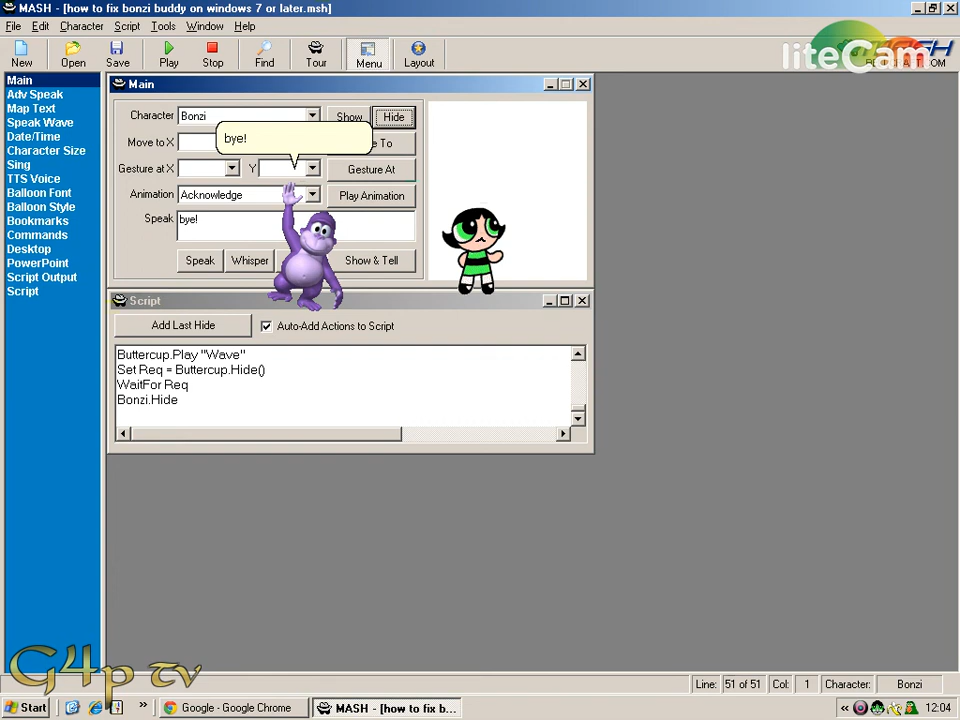 MASH - [how to fix bonzi buddy on windows 7 or later.msh]
File Edit Character Script Tools Window Help
New Open Save Play Stop Find Tour Menu Layout
liteCam
Main
Adv Speak
Map Text
Speak Wave
Date/Time
Character Size
Sing
TTS Voice
Balloon Font
Balloon Style
Bookmarks
Commands
Desktop
PowerPoint
Script Output
Script
Main
Character Bonzi Show Hide
bye!
Move to X To
Gesture at X Y Gesture At
Animation Acknowledge Play Animation
Speak bye!
Speak Whisper Show & Tell
Script
Add Last Hide Auto-Add Actions to Script
Buttercup.Play "Wave"
Set Req = Buttercup.Hide()
WaitFor Req
Bonzi.Hide
G4p tv
Line: 51 of 51 Col: 1 Character: Bonzi
Start Google - Google Chrome MASH - [how to fix b... 12:04